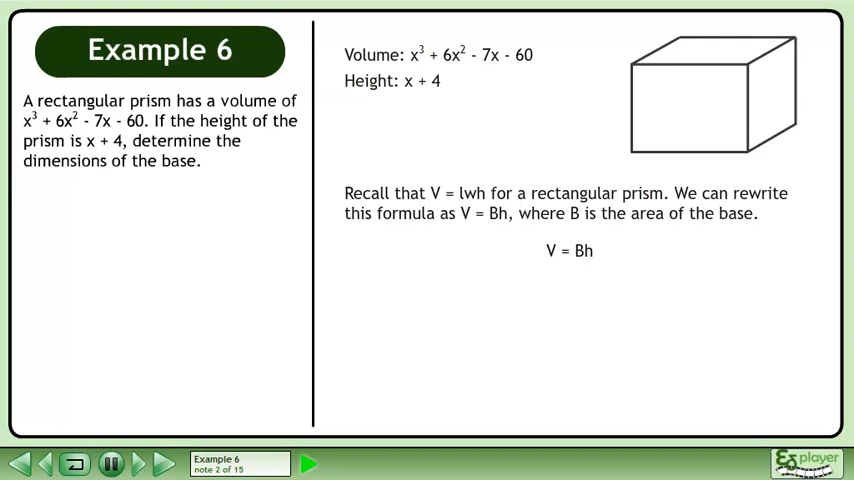 Example 6
A rectangular prism has a volume of
x³ + 6x² - 7x - 60. If the height of the
prism is x + 4, determine the
dimensions of the base.
Volume: x³ + 6x² - 7x - 60
Height: x + 4
Recall that V = lwh for a rectangular prism. We can rewrite
this formula as V = Bh, where B is the area of the base.
V = Bh
Example 6
note 2 of 15
player